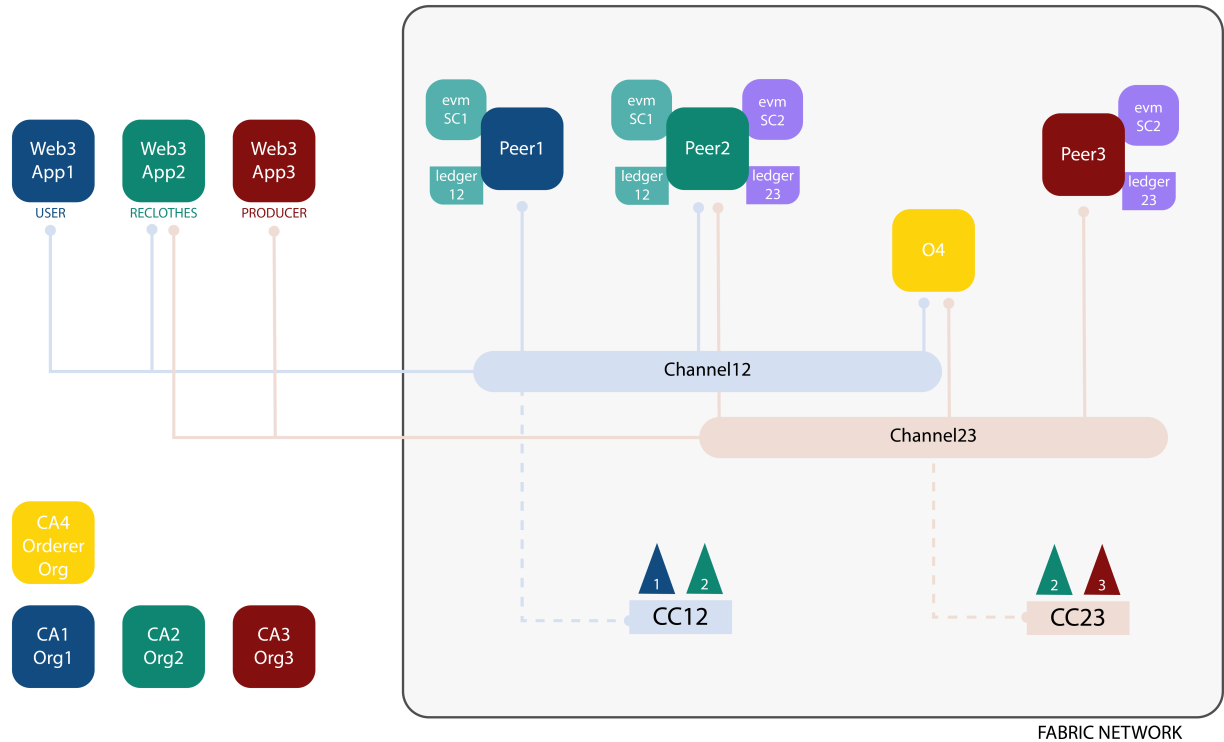 evm
SC1
Peer1
ledger
12
evm
SC1
Peer2
evm
SC2
ledger
12
ledger
23
evm
SC2
Peer3
ledger
23
Web3
App1
USER
Web3
App2
RECLOTHES
Web3
App3
PRODUCER
O4
Channel12
Channel23
CA4
Orderer
Org
CA1
Org1
CA2
Org2
CA3
Org3
1
2
CC12
2
3
CC23
FABRIC NETWORK